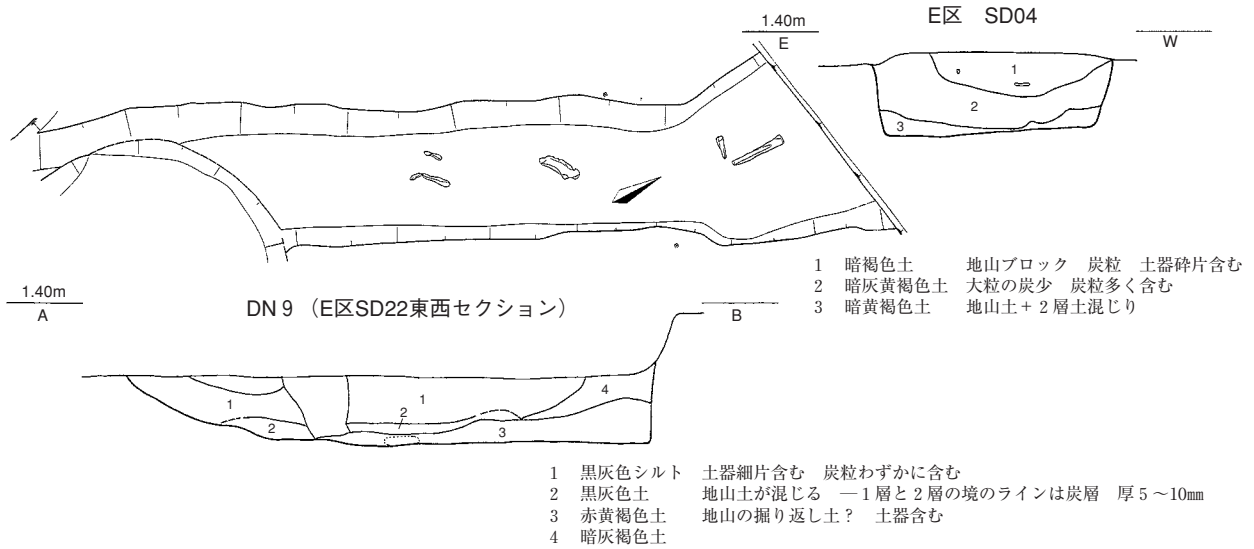 E区　SD04
1.40m
E
W
1
2
3
1　暗褐色土　地山ブロック　炭粒　土器砕片含む
2　暗灰黄褐色土　大粒の炭少　炭粒多く含む
3　暗黄褐色土　地山土＋２層土混じり
1.40m
A
DN９（E区SD22東西セクション）
B
1
2
1
2
3
4
1　黒灰色シルト　土器細片含む　炭粒わずかに含む
2　黒灰色土　地山土が混じる　―１層と２層の境のラインは炭層　厚５～10㎜
3　赤黄褐色土　地山の掘り返し土？　土器含む
4　暗灰褐色土